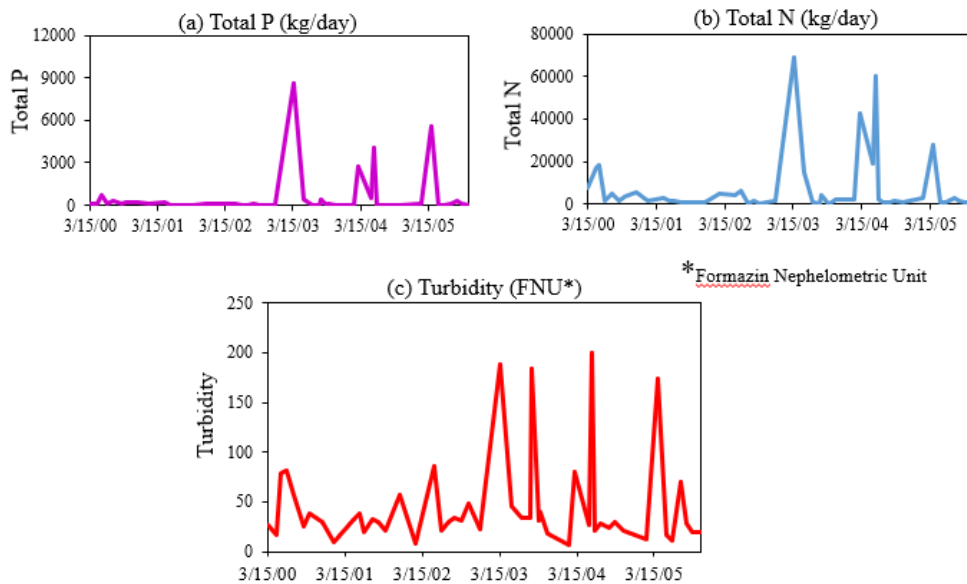 (a) Total P (kg/day)
Total P
12000
9000
6000
3000
0
3/15/00 3/15/01 3/15/02 3/15/03 3/15/04 3/15/05
(b) Total N (kg/day)
Total N
80000
60000
40000
20000
0
3/15/00 3/15/01 3/15/02 3/15/03 3/15/04 3/15/05
*Formazin Nephelometric Unit
(c) Turbidity (FNU*)
Turbidity
250
200
150
100
50
0
3/15/00 3/15/01 3/15/02 3/15/03 3/15/04 3/15/05